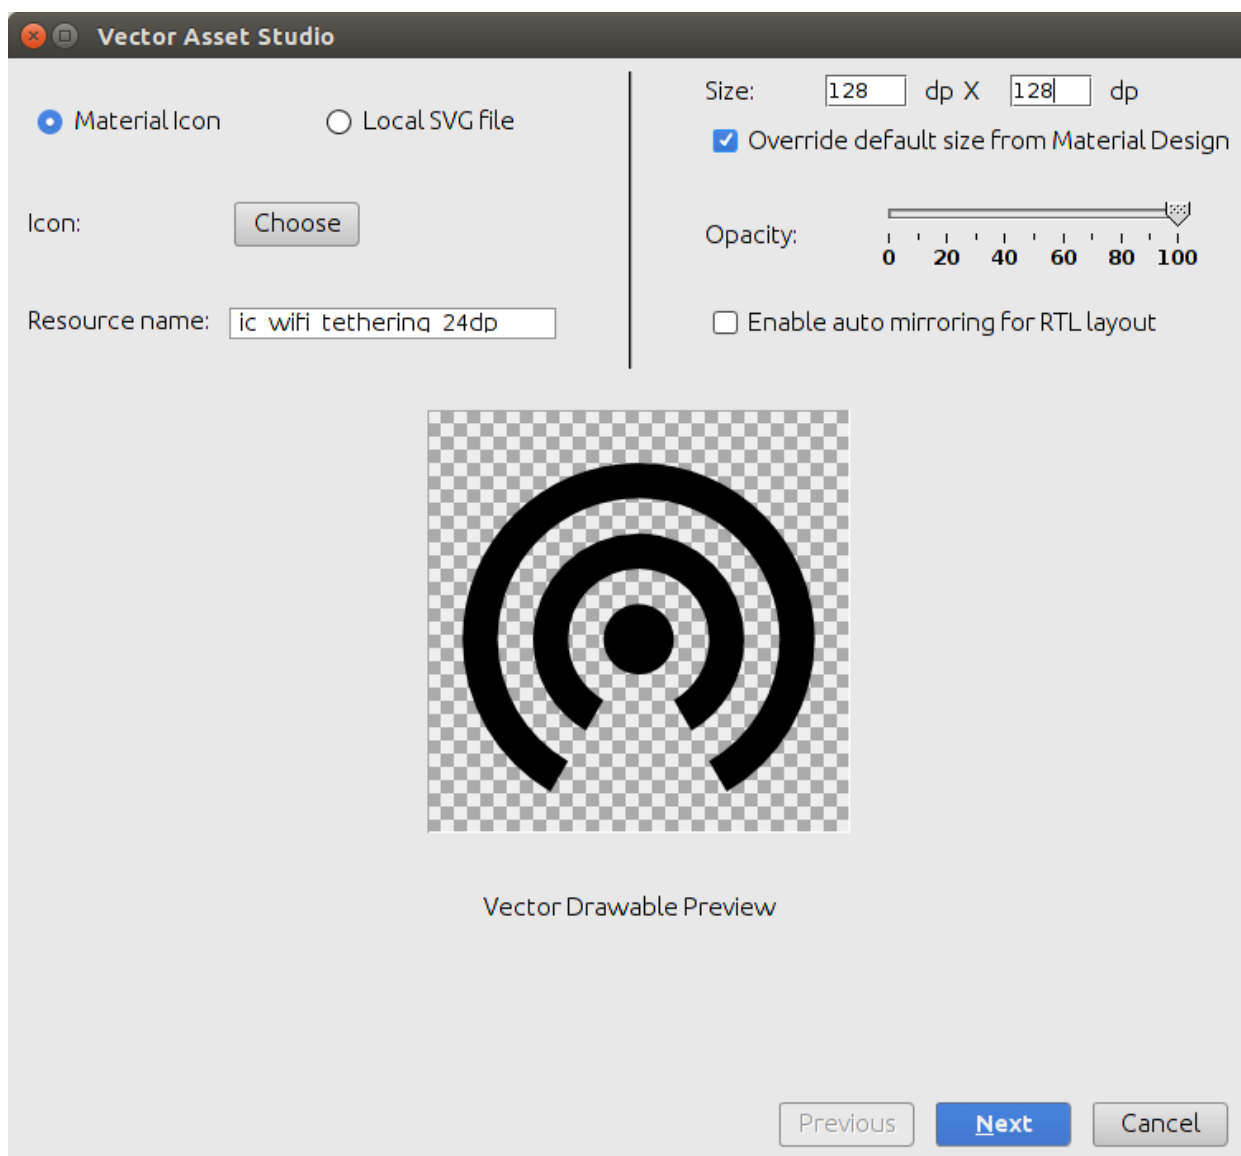 Vector Asset Studio
Material Icon
Local SVG file
Icon:
Choose
Resource name:
ic_wifi_tethering_24dp
Size:
128
dp X
128
dp
Override default size from Material Design
Opacity:
0 20 40 60 80 100
Enable auto mirroring for RTL layout
Vector Drawable Preview
Previous
Next
Cancel